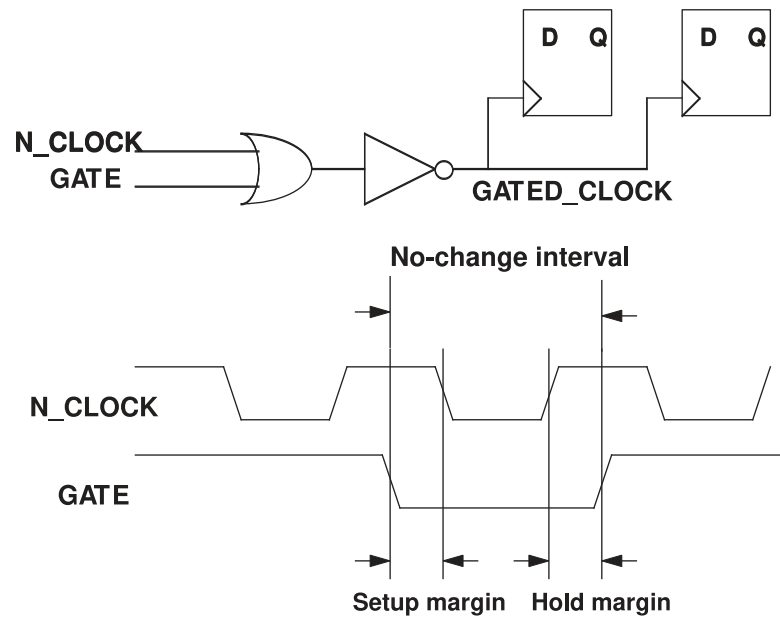 D Q D Q
N_CLOCK
GATE
GATED_CLOCK
No-change interval
N_CLOCK
GATE
Setup margin Hold margin